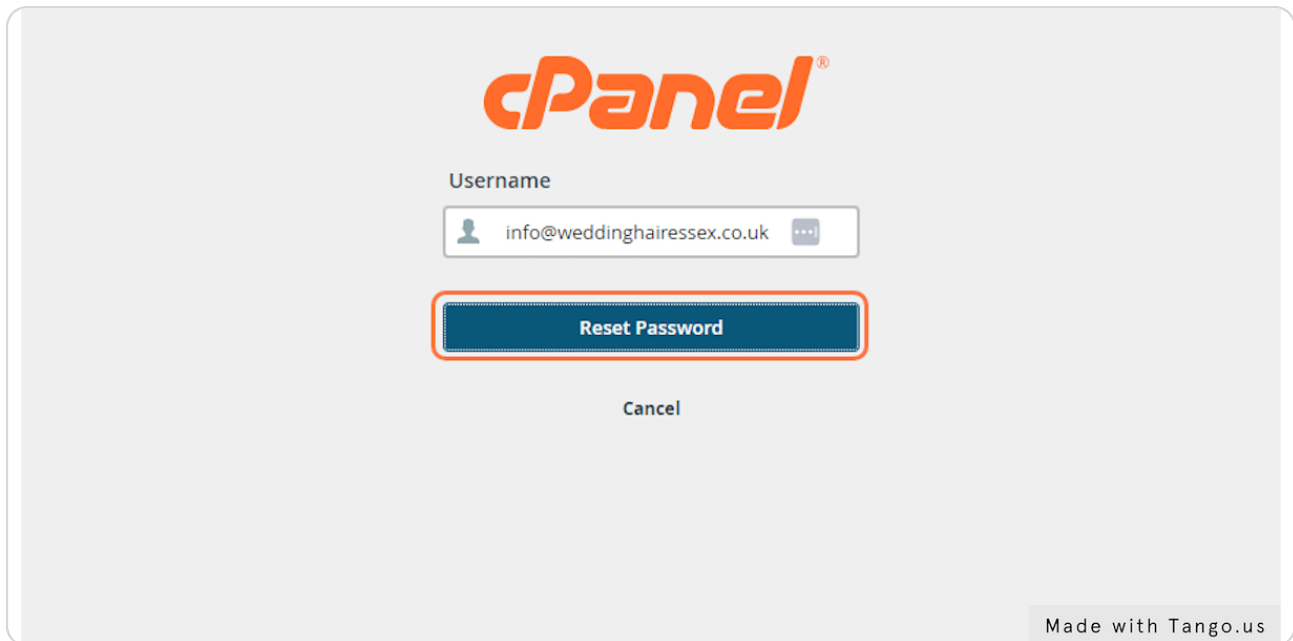 cPanel®
Username
info@weddinghairessex.co.uk
Reset Password
Cancel
Made with Tango.us